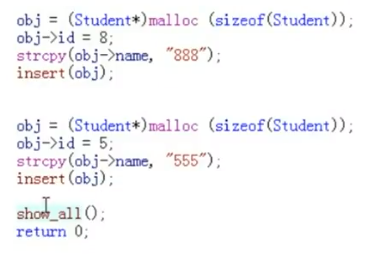 obj = (Student*)malloc (sizeof(Student));
obj->id = 8;
strcpy(obj->name, "888");
insert(obj);
obj = (Student*)malloc (sizeof(Student));
obj->id = 5;
strcpy(obj->name, "555");
insert(obj);
show_all();
return 0;